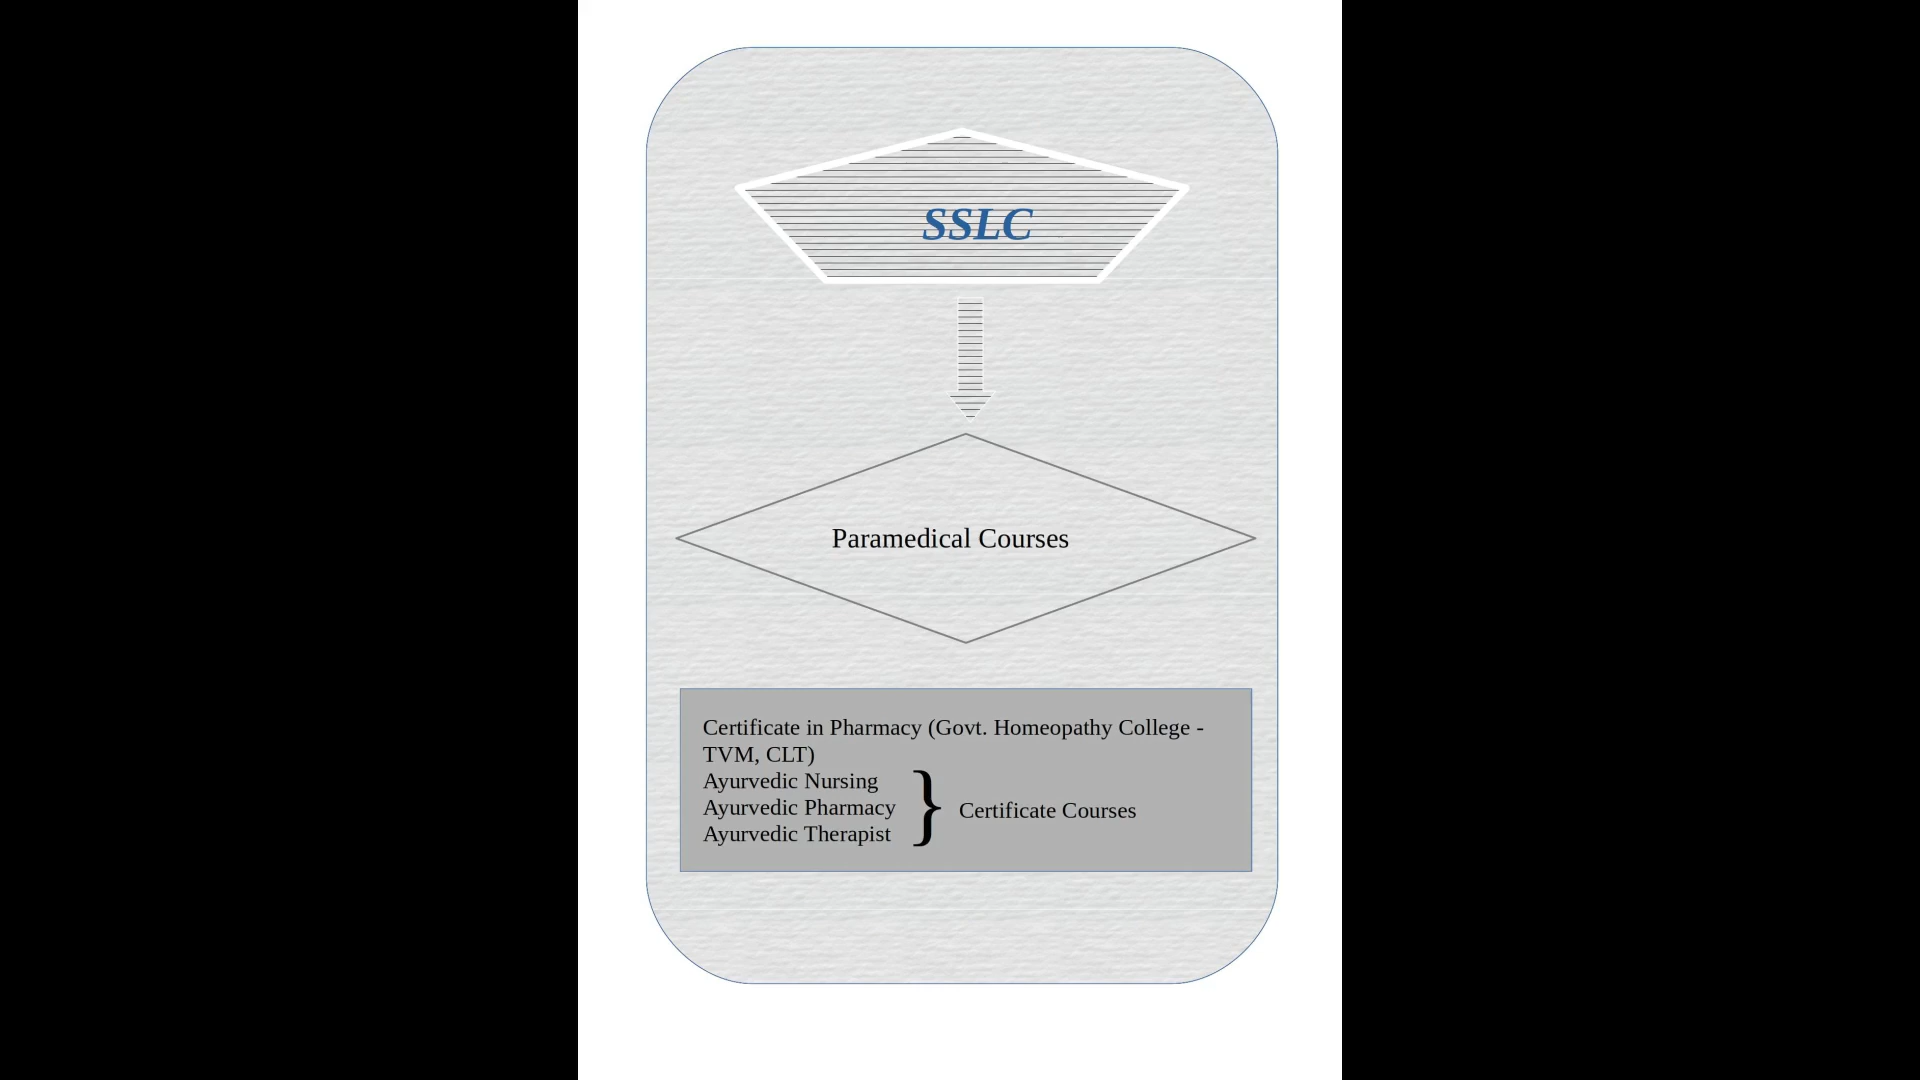 SSLC
Paramedical Courses
Certificate in Pharmacy (Govt. Homeopathy College -
TVM, CLT)
Ayurvedic Nursing
Ayurvedic Pharmacy
Ayurvedic Therapist
} Certificate Courses